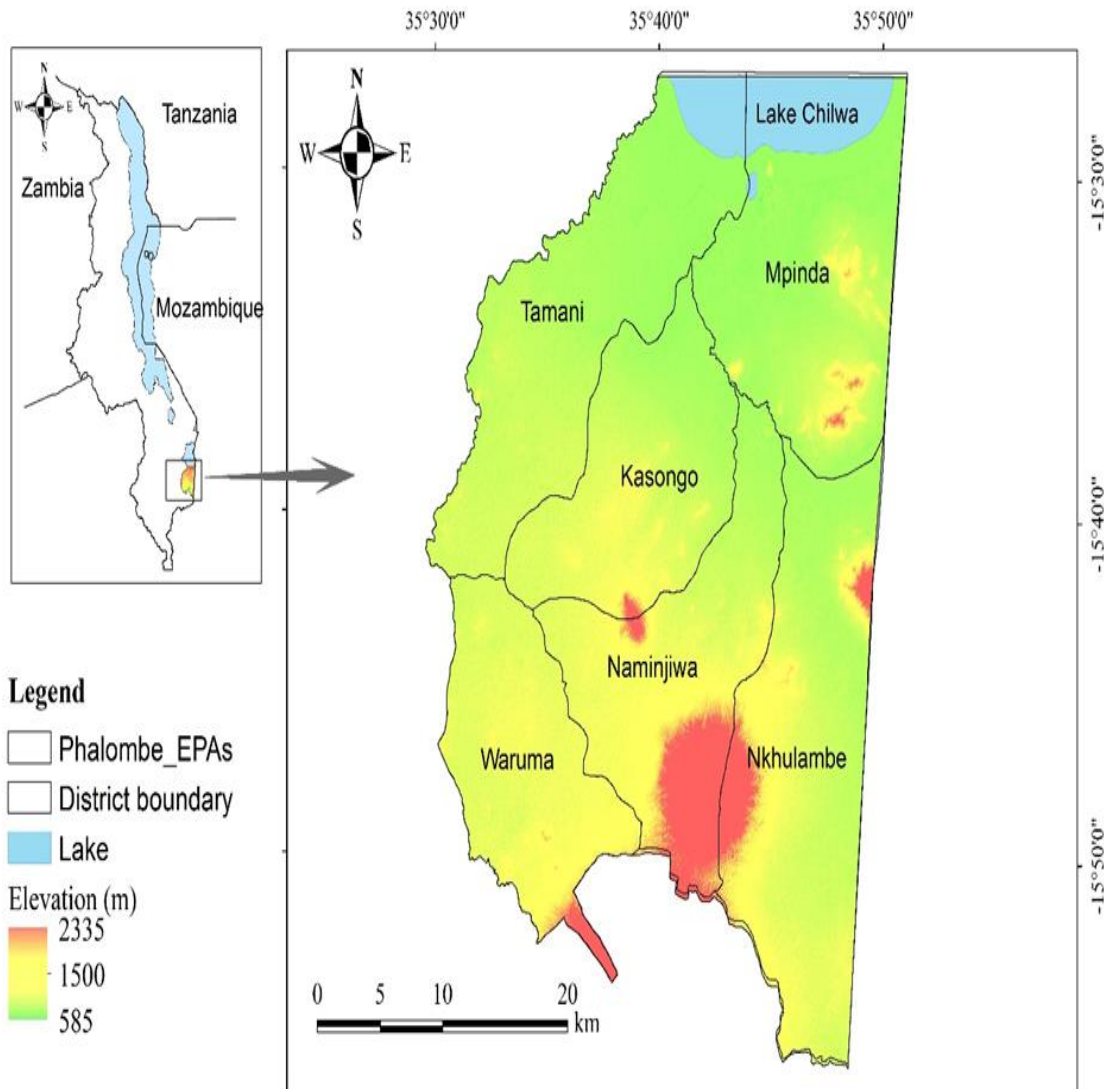 35°30'0"
35°40'0"
35°50'0"
N
W
E
S
Tanzania
Zambia
Mozambique
N
W
E
S
Lake Chilwa
-15°30'0"
Mpinda
Tamani
Kasongo
-15°40'0"
Naminjiwa
Waruma
Nkhulambe
-15°50'0"
Legend
Phalombe_EPAs
District boundary
Lake
Elevation (m)
2335
1500
585
0 5 10 20
km